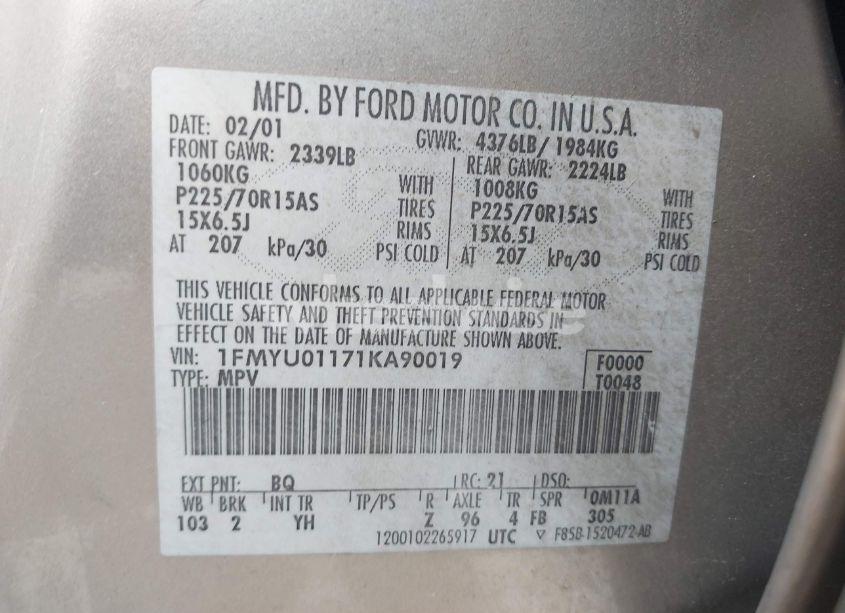 MFD. BY FORD MOTOR CO. IN U.S.A.
DATE: 02/01 GVWR: 4376LB/ 1984KG
FRONT GAWR: 2339LB REAR GAWR: 2224LB
1060KG WITH 1008KG WITH
P225/70R15AS TIRES P225/70R15AS TIRES
15X6.5J RIMS 15X6.5J RIMS
AT 207 kPa/30 PSI COLD AT 207 kPa/30 PSI COLD
THIS VEHICLE CONFORMS TO ALL APPLICABLE FEDERAL MOTOR
VEHICLE SAFETY AND THEFT PREVENTION STANDARDS IN
EFFECT ON THE DATE OF MANUFACTURE SHOWN ABOVE.
VIN: 1FMYU01171KA90019 F0000
TYPE: MPV T0048
EXT PNT: BQ RC: 21 DSO:
WB BRK INT TR TP/PS R AXLE TR SPR 0M11A
103 2 YH Z 96 4 FB 305
1200102265917 UTC ▽ F85B-1520472-AB